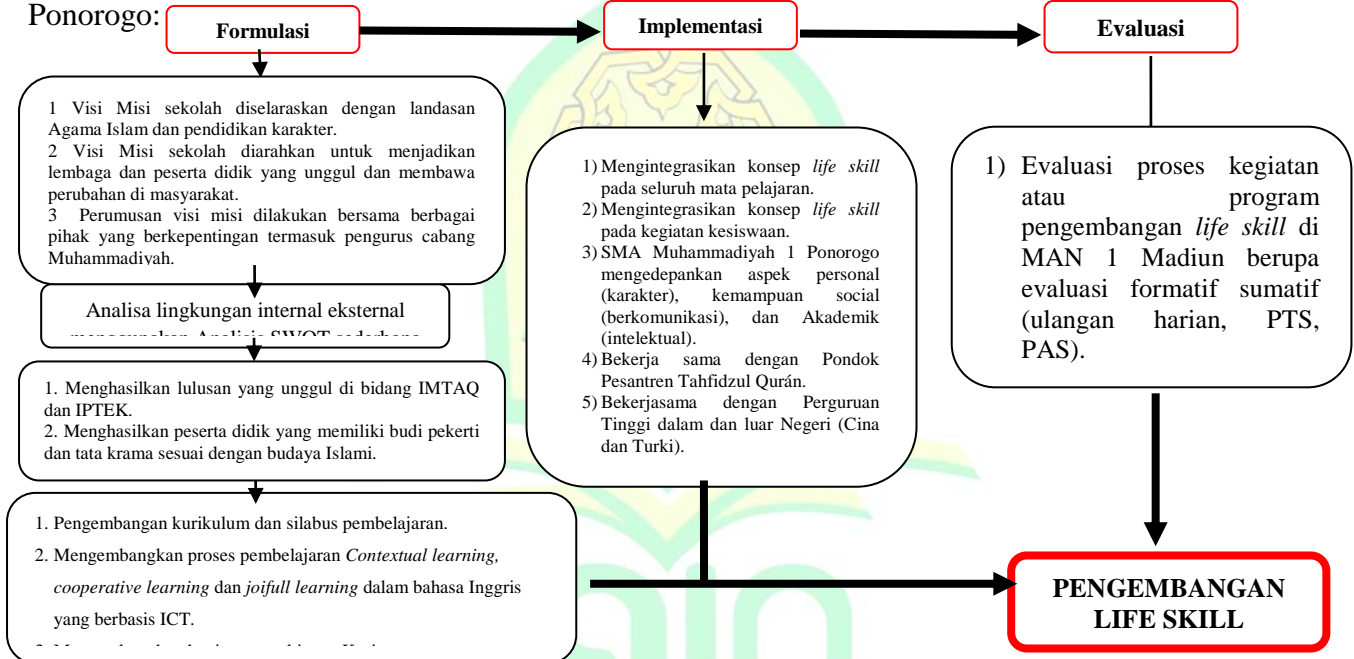 Ponorogo:
Formulasi
Implementasi
Evaluasi
1 Visi Misi sekolah diselaraskan dengan landasan
Agama Islam dan pendidikan karakter.
2 Visi Misi sekolah diarahkan untuk menjadikan
lembaga dan peserta didik yang unggul dan membawa
perubahan di masyarakat.
3 Perumusan visi misi dilakukan bersama berbagai
pihak yang berkepentingan termasuk pengurus cabang
Muhammadiyah.
Analisa lingkungan internal eksternal
menggunakan Analisis SWOT sederhana
1. Menghasilkan lulusan yang unggul di bidang IMTAQ
dan IPTEK.
2. Menghasilkan peserta didik yang memiliki budi pekerti
dan tata krama sesuai dengan budaya Islami.
1. Pengembangan kurikulum dan silabus pembelajaran.
2. Mengembangkan proses pembelajaran Contextual learning,
cooperative learning dan joifull learning dalam bahasa Inggris
yang berbasis ICT.
1) Mengintegrasikan konsep life skill
pada seluruh mata pelajaran.
2) Mengintegrasikan konsep life skill
pada kegiatan kesiswaan.
3) SMA Muhammadiyah 1 Ponorogo
mengedepankan aspek personal
(karakter), kemampuan social
(berkomunikasi), dan Akademik
(intelektual).
4) Bekerja sama dengan Pondok
Pesantren Tahfidzul Qurán.
5) Bekerjasama dengan Perguruan
Tinggi dalam dan luar Negeri (Cina
dan Turki).
1) Evaluasi proses kegiatan
atau program
pengembangan life skill di
MAN 1 Madiun berupa
evaluasi formatif sumatif
(ulangan harian, PTS,
PAS).
PENGEMBANGAN
LIFE SKILL